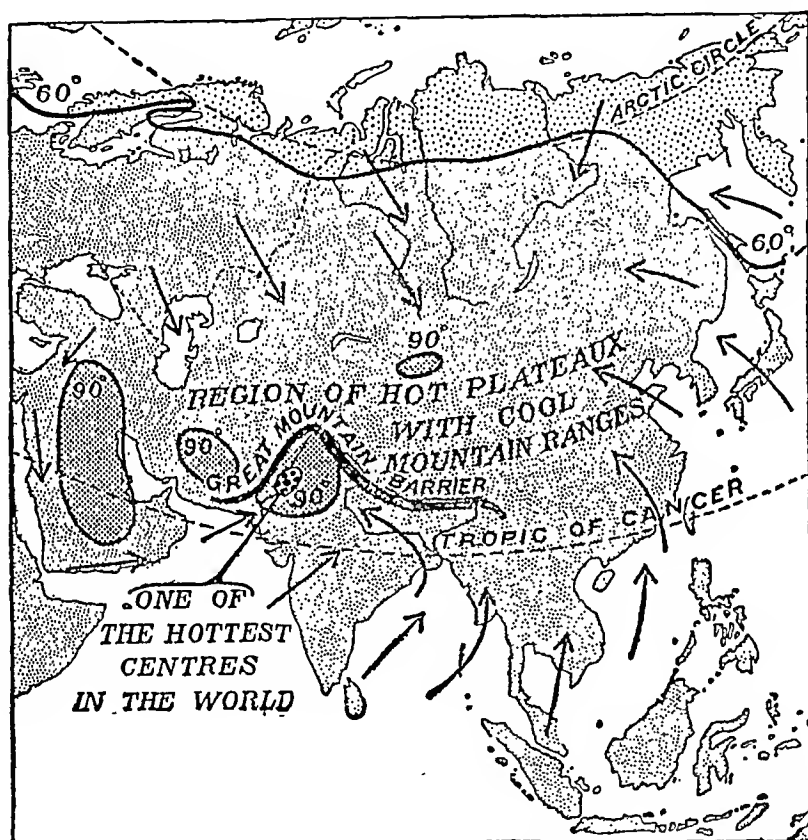 60°
ARCTIC CIRCLE
60°
90°
90°
REGION OF HOT PLATEAUX
WITH COOL
MOUNTAIN RANGES
90°
GREAT MOUNTAIN
BARRIER
90°
TROPIC OF CANCER
ONE OF
THE HOTTEST
CENTRES
IN THE WORLD